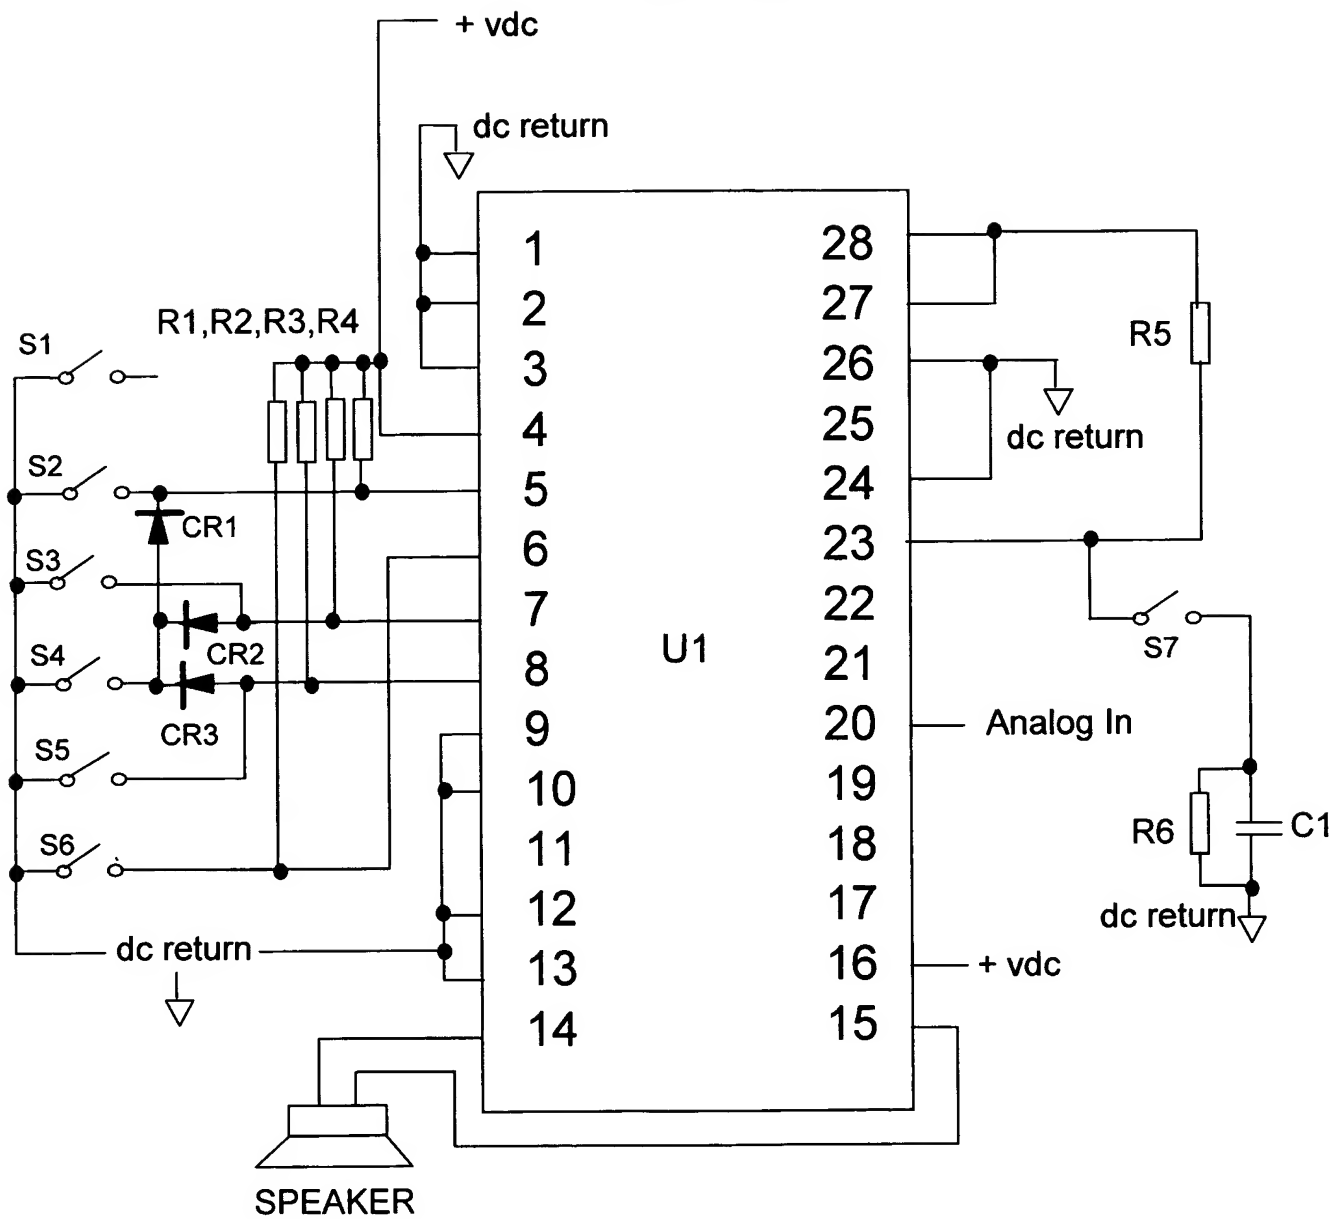 + vdc
dc return
R1,R2,R3,R4
S1
S2
CR1
S3
CR2
S4
CR3
S5
S6
dc return
1
2
3
4
5
6
7
8
9
10
11
12
13
14
U1
28
27
26
25
24
23
22
21
20
19
18
17
16
15
R5
dc return
S7
Analog In
R6
C1
dc return
+ vdc
SPEAKER